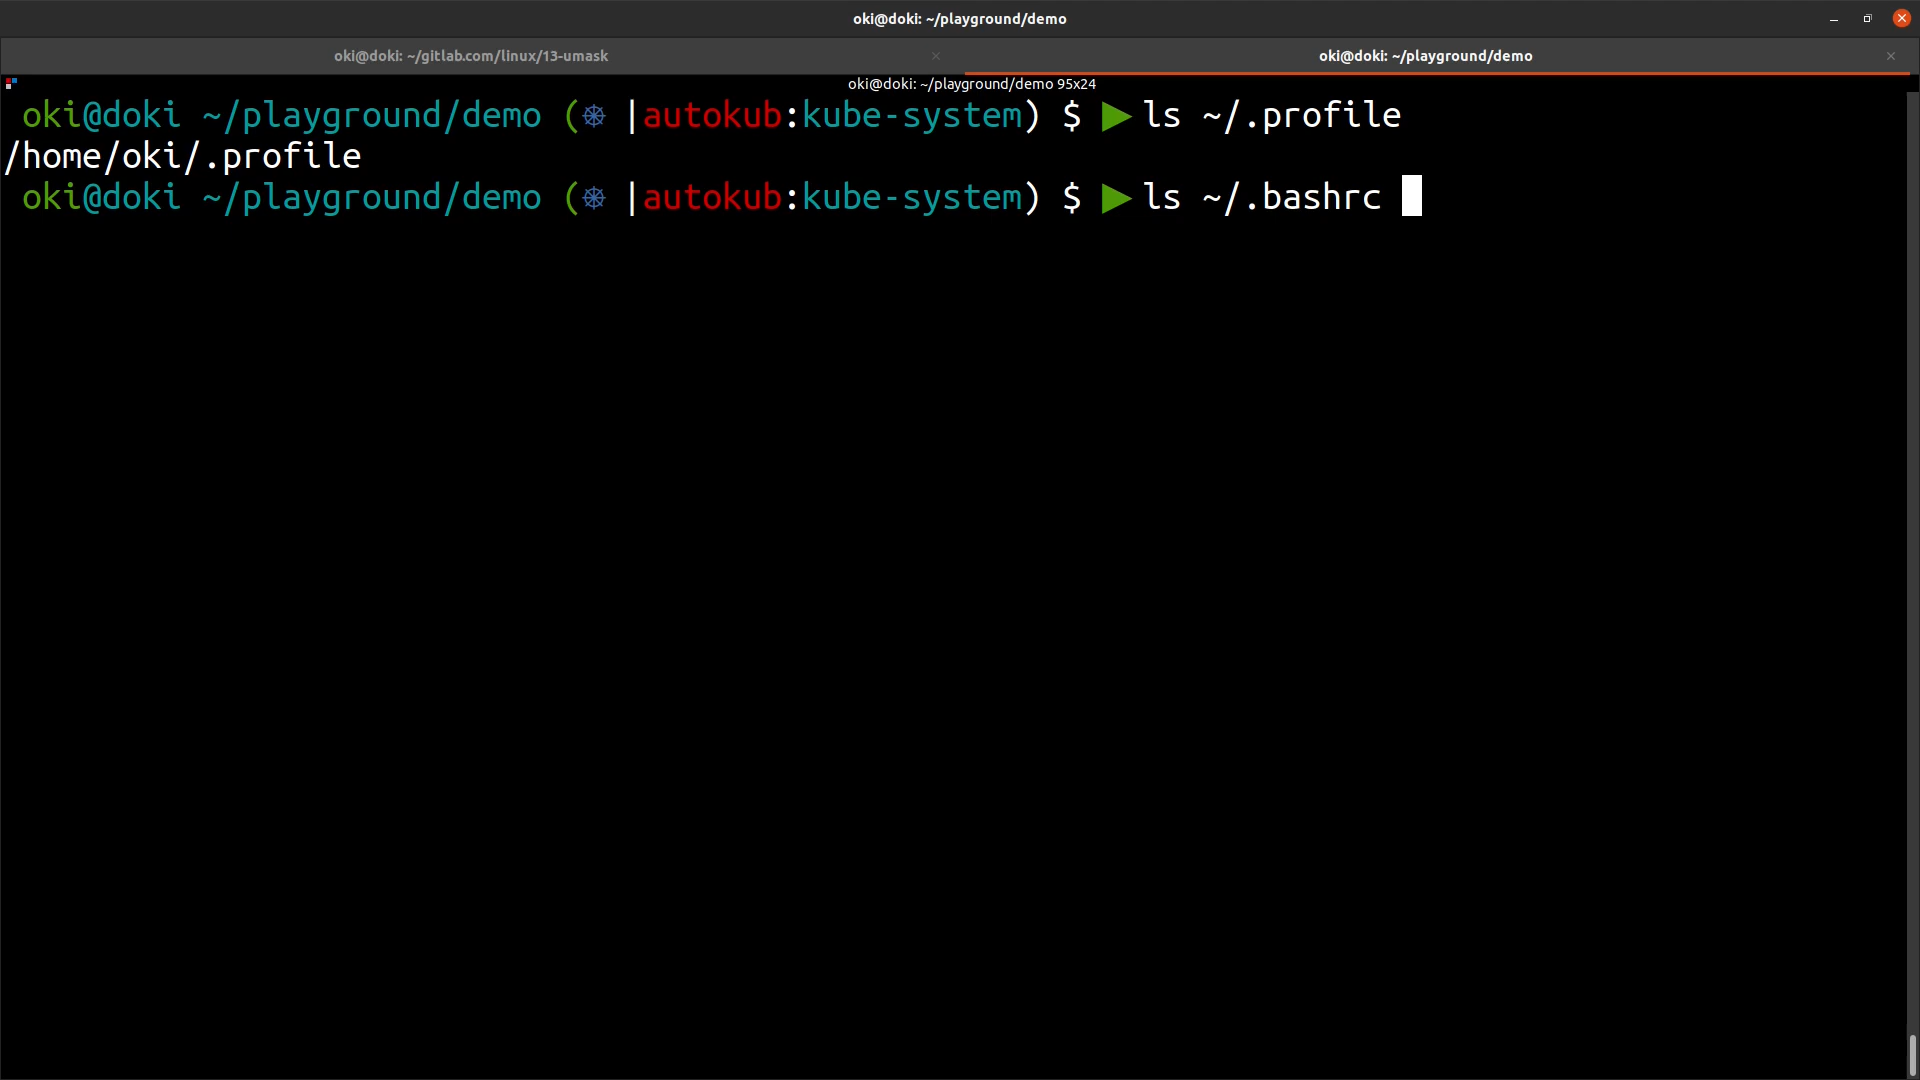 oki@doki: ~/playground/demo
oki@doki: ~/gitlab.com/linux/13-umask × oki@doki: ~/playground/demo ×
oki@doki: ~/playground/demo 95x24
oki@doki ~/playground/demo (⎈ |autokub:kube-system) $ ▶ls ~/.profile
/home/oki/.profile
oki@doki ~/playground/demo (⎈ |autokub:kube-system) $ ▶ls ~/.bashrc